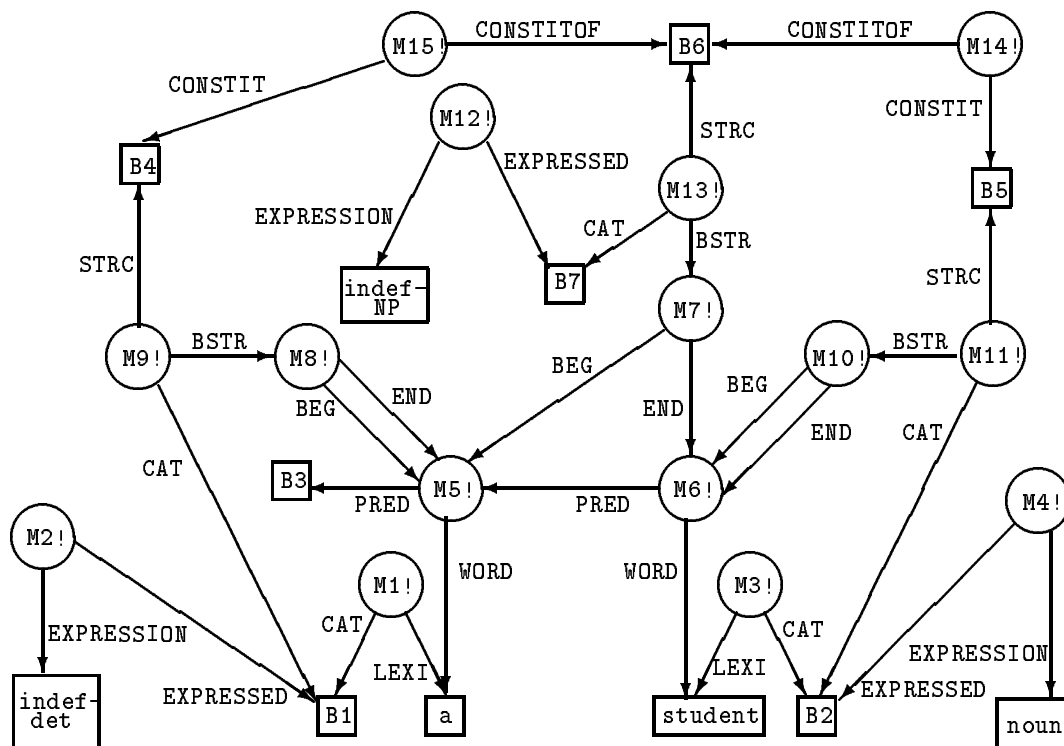 M15!
CONSTITOF
B6
CONSTITOF
M14!
CONSTIT
M12!
CONSTIT
STRC
EXPRESSED
B4
M13!
B5
EXPRESSION
CAT
BSTR
STRC
STRC
indef-
NP
B7
M7!
M9!
BSTR
M8!
BEG
M10!
BSTR
M11!
BEG
END
END
BEG
END
CAT
CAT
B3
PRED
M5!
PRED
M6!
M4!
M2!
WORD
WORD
M1!
M3!
EXPRESSION
CAT
CAT
EXPRESSION
LEXI
LEXI
EXPRESSED
EXPRESSED
indef-
det
B1
a
student
B2
noun